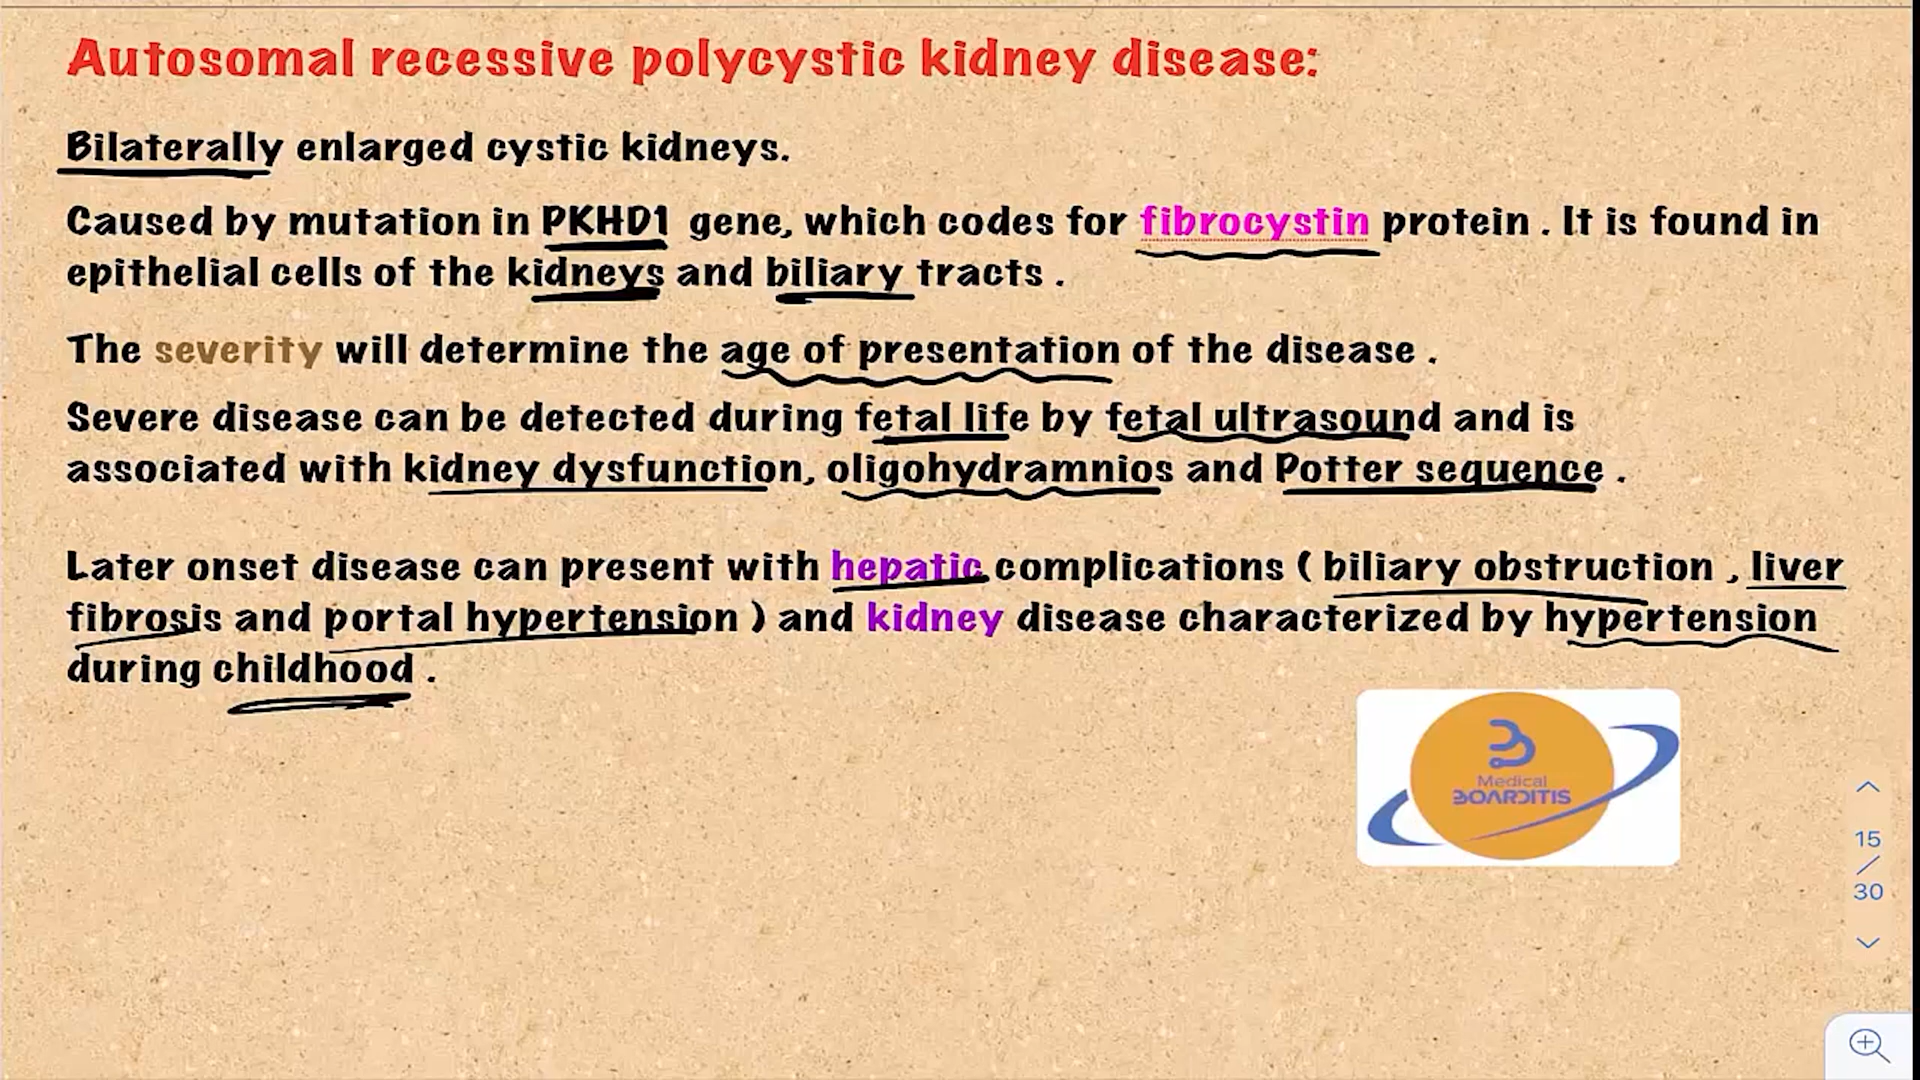 Autosomal recessive polycystic kidney disease:
Bilaterally enlarged cystic kidneys.
Caused by mutation in PKHD1 gene, which codes for fibrocystin protein . It is found in
epithelial cells of the kidneys and biliary tracts .
The severity will determine the age of presentation of the disease .
Severe disease can be detected during fetal life by fetal ultrasound and is
associated with kidney dysfunction, oligohydramnios and Potter sequence .
Later onset disease can present with hepatic complications ( biliary obstruction , liver
fibrosis and portal hypertension ) and kidney disease characterized by hypertension
during childhood .
Medical
BOARDITIS
15
/
30